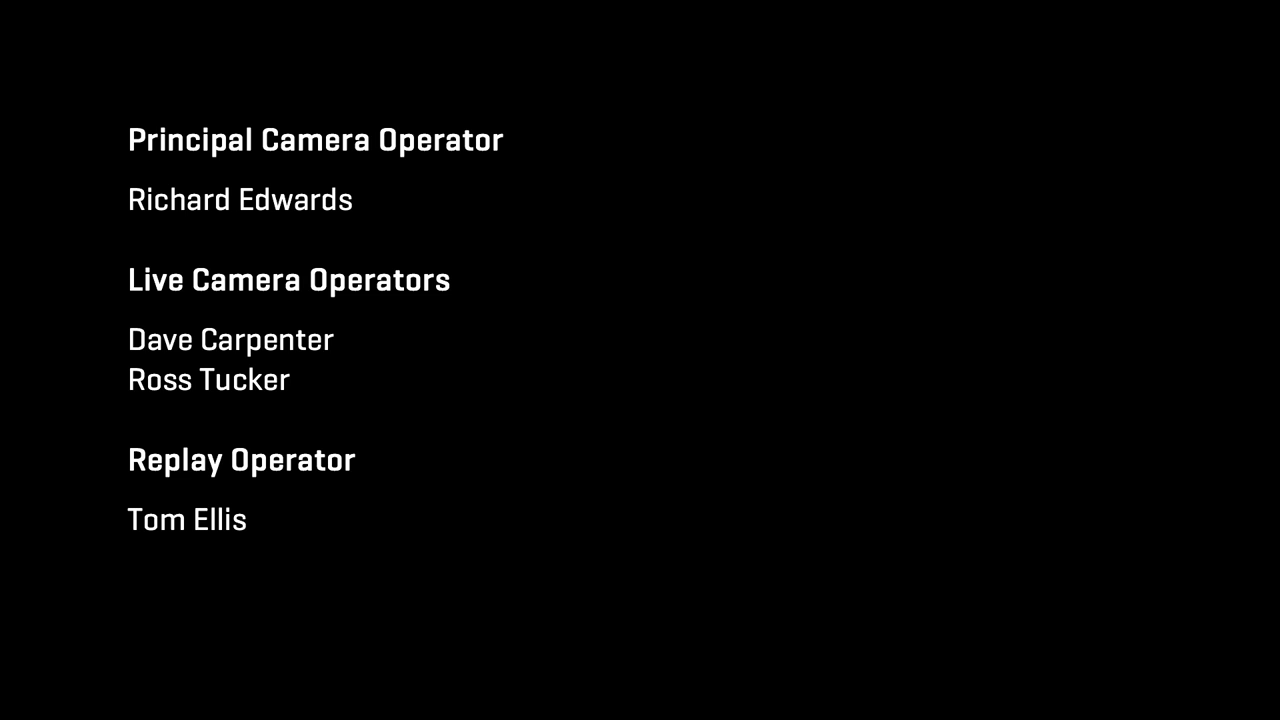 Principal Camera Operator
Richard Edwards
Live Camera Operators
Dave Carpenter
Ross Tucker
Replay Operator
Tom Ellis